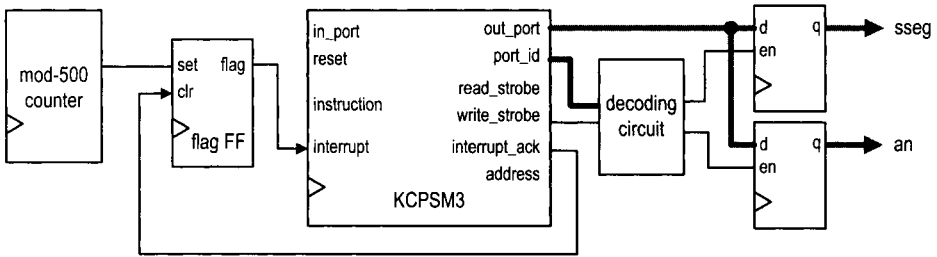 mod-500
counter
set
flag
clr
flag FF
in_port
reset
instruction
interrupt
out_port
port_id
read_strobe
write_strobe
interrupt_ack
address
KCPSM3
decoding
circuit
d
q
en
sseg
d
q
en
an